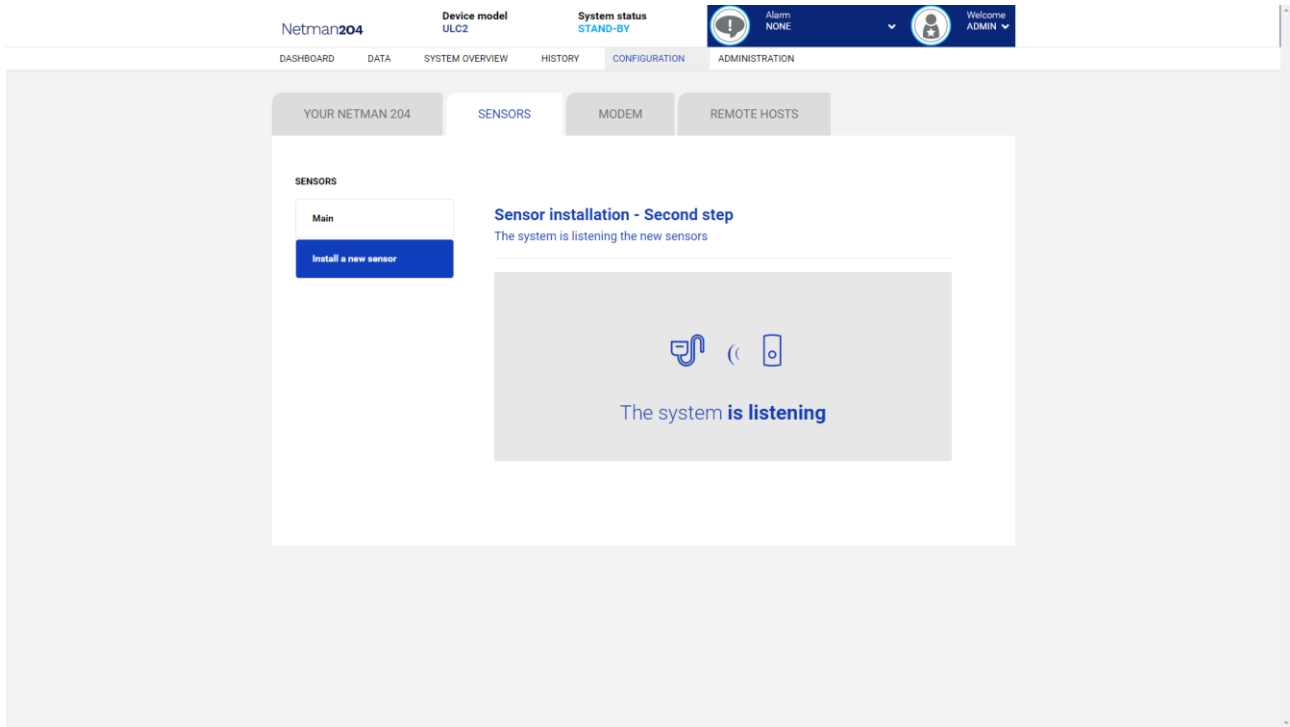 Netman204
Device model
ULC2
System status
STAND-BY
Alarm
NONE
Welcome
ADMIN
DASHBOARD DATA SYSTEM OVERVIEW HISTORY CONFIGURATION ADMINISTRATION
YOUR NETMAN 204 SENSORS MODEM REMOTE HOSTS
SENSORS
Main
Install a new sensor
Sensor installation - Second step
The system is listening the new sensors
The system is listening